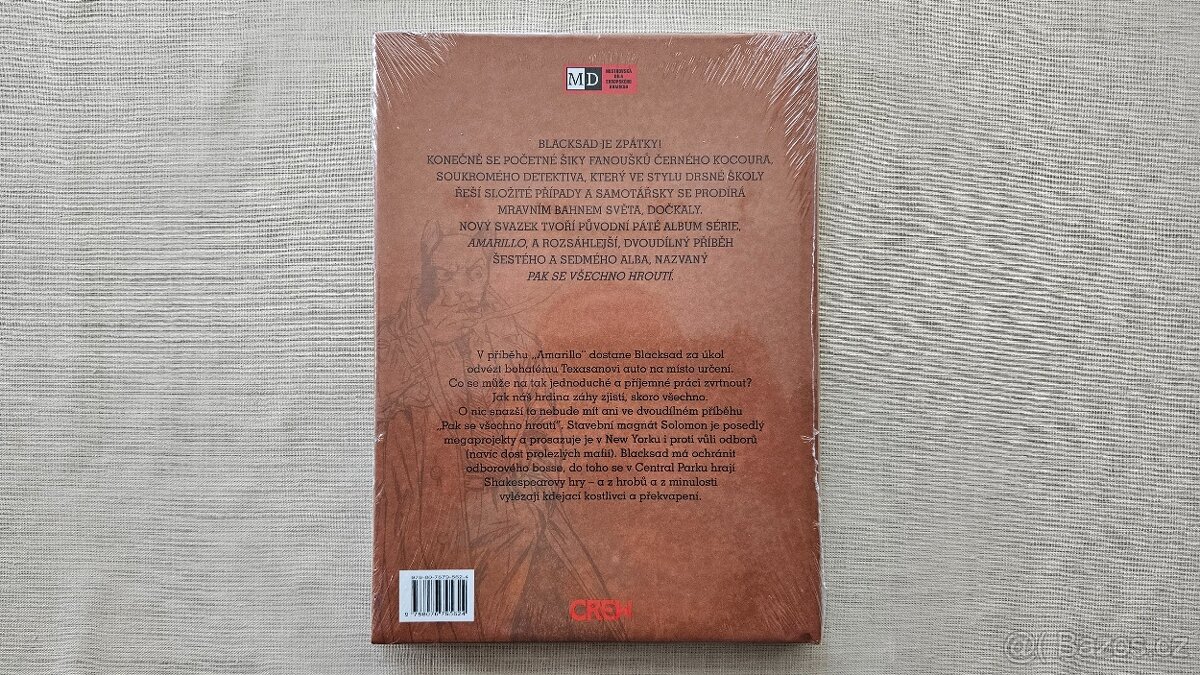 MD MISTROVSKÁ
DÍLA
EVROPSKÉHO
KOMIKSU
BLACKSAD JE ZPÁTKY!
KONEČNĚ SE POČETNÉ ŠIKY FANOUŠKŮ ČERNÉHO KOCOURA,
SOUKROMÉHO DETEKTIVA, KTERÝ VE STYLU DRSNÉ ŠKOLY
ŘEŠÍ SLOŽITÉ PŘÍPADY A SAMOTÁŘSKY SE PRODÍRÁ
MRAVNÍM BAHNEM SVĚTA, DOČKALY.
NOVÝ SVAZEK TVOŘÍ PŮVODNÍ PÁTÉ ALBUM SÉRIE,
AMARILLO, A ROZSÁHLEJŠÍ, DVOUDÍLNÝ PŘÍBĚH
ŠESTÉHO A SEDMÉHO ALBA, NAZVANÝ
PAK SE VŠECHNO HROUTÍ.
V příběhu „Amarillo" dostane Blacksad za úkol
odvézt bohatému Texasanovi auto na místo určení.
Co se může na tak jednoduché a příjemné práci zvrtnout?
Jak náš hrdina záhy zjistí, skoro všechno.
O nic snazší to nebude mít ani ve dvoudílném příběhu
„Pak se všechno hroutí". Stavební magnát Solomon je posedlý
megaprojekty a prosazuje je v New Yorku i proti vůli odborů
(navíc dost prolezlých mafií). Blacksad má ochránit
odborového bosse, do toho se v Central Parku hrají
Shakespearovy hry – a z hrobů a z minulosti
vylézají kdejací kostlivci a překvapení.
CREW
@( Bazos.cz